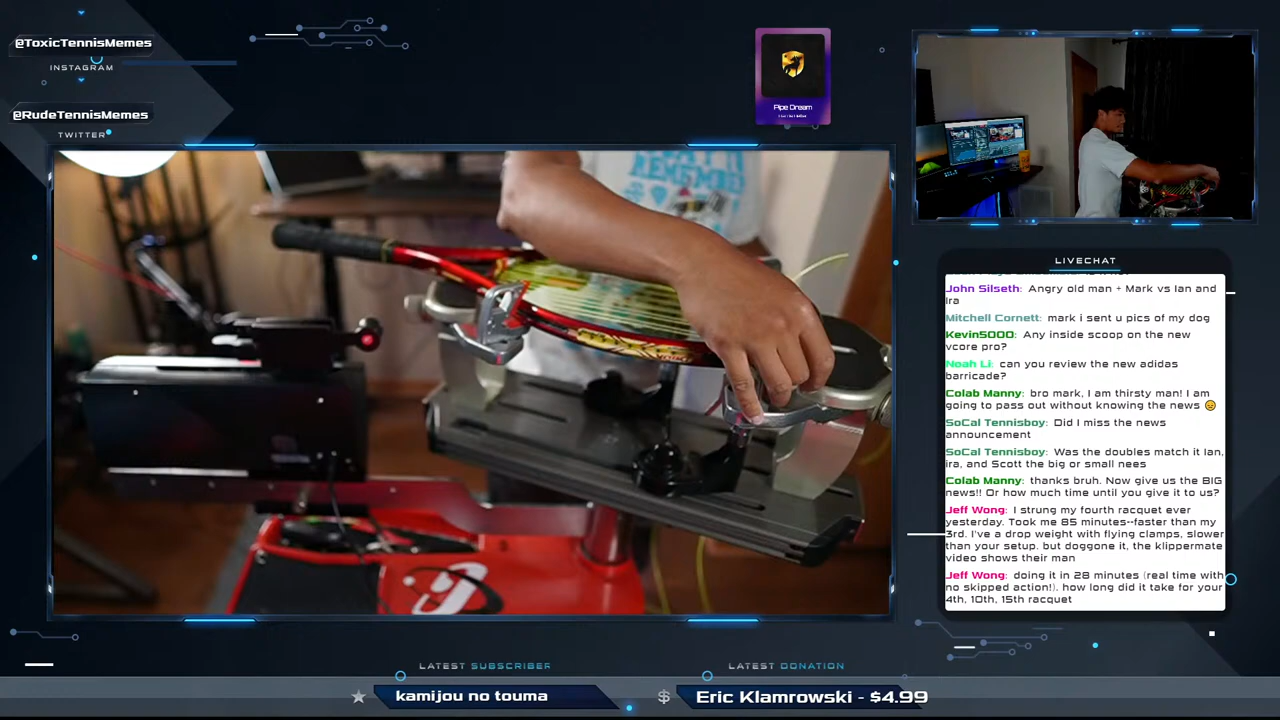 @ToxicTennisMemes
INSTAGRAM
@RudeTennisMemes
TWITTER
Pipe Dream
LIVECHAT
John Silseth: Angry old man + Mark vs Ian and
Ira
Mitchell Cornett: mark i sent u pics of my dog
Kevin5000: Any inside scoop on the new
vcore pro?
Noah Li: can you review the new adidas
barricade?
Colab Manny: bro mark, I am thirsty man! I am
going to pass out without knowing the news 😐
SoCal Tennisboy: Did I miss the news
announcement
SoCal Tennisboy: Was the doubles match it Ian,
ira, and Scott the big or small nees
Colab Manny: thanks bruh. Now give us the BIG
news!! Or how much time until you give it to us?
Jeff Wong: I strung my fourth racquet ever
yesterday. Took me 85 minutes--faster than my
3rd. I've a drop weight with flying clamps, slower
than your setup. but doggone it, the klippermate
video shows their man
Jeff Wong: doing it in 28 minutes (real time with
no skipped action!). how long did it take for your
4th, 10th, 15th racquet
LATEST SUBSCRIBER
kamijou no touma
LATEST DONATION
$ Eric Klamrowski - $4.99